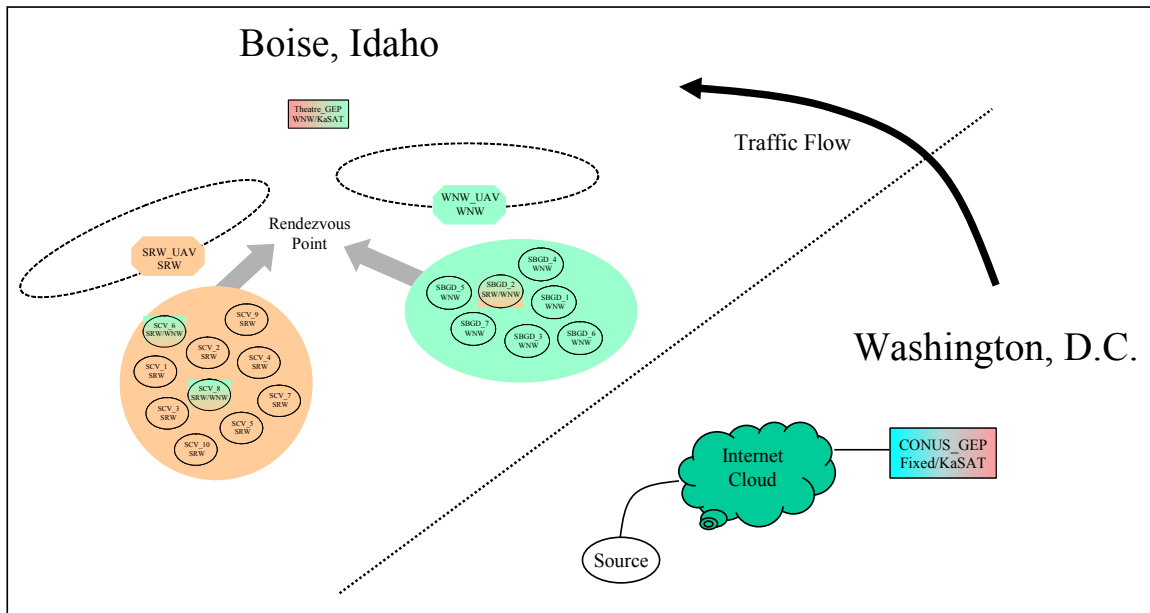 Boise, Idaho
Theatre_GEP
WNW/KaSAT
Traffic Flow
WNW_UAV
WNW
Rendezvous
Point
SRW_UAV
SRW
SBGD_4
WNW
SBGD_5
WNW
SBGD_2
SRW/WNW
SBGD_1
WNW
SBGD_7
WNW
SBGD_3
WNW
SBGD_6
WNW
SCV_9
SRW
SCV_6
SRW/WNW
SCV_2
SRW
SCV_4
SRW
SCV_1
SRW
SCV_8
SRW/WNW
SCV_7
SRW
SCV_3
SRW
SCV_5
SRW
SCV_10
SRW
Washington, D.C.
Internet
Cloud
CONUS_GEP
Fixed/KaSAT
Source